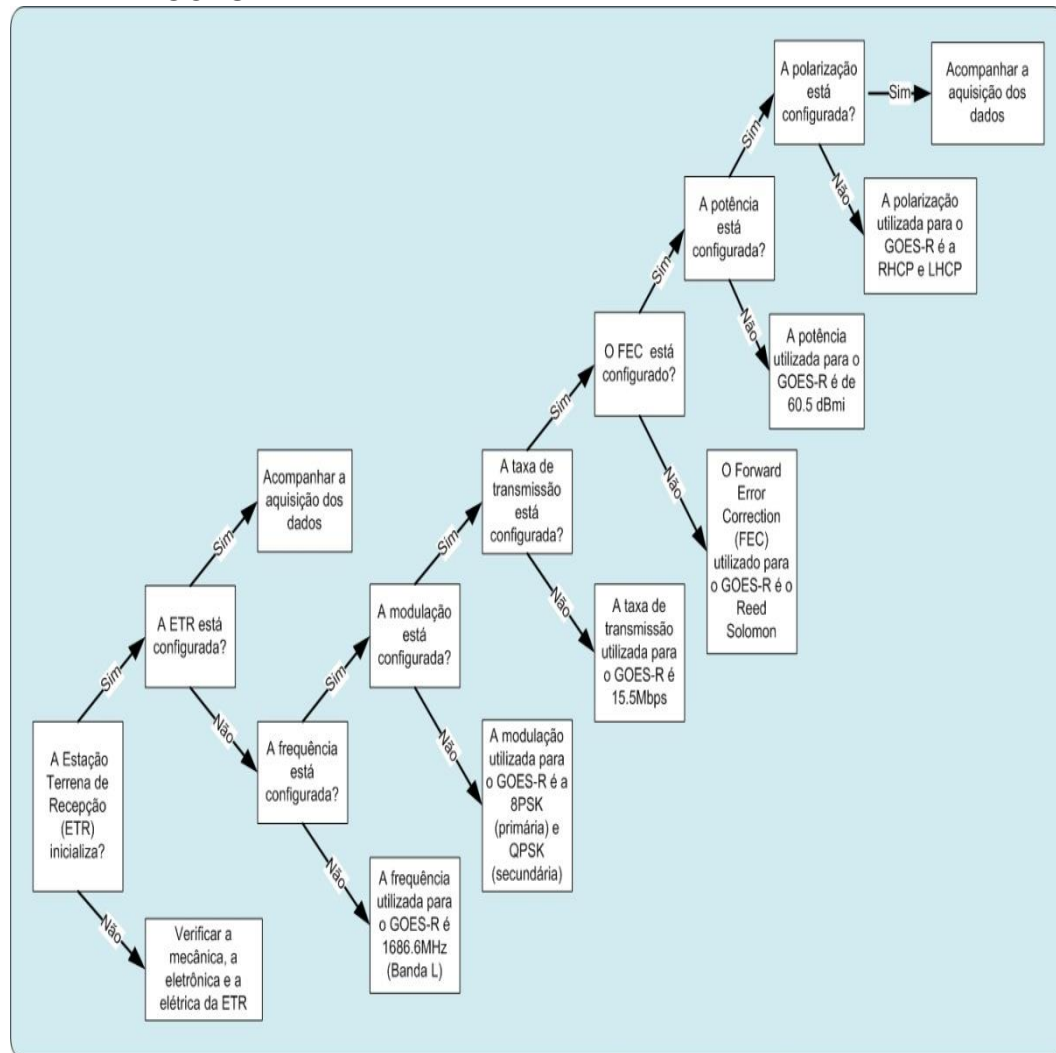 A polarização
está
configurada?
Sim
Acompanhar a
aquisição dos
dados
Sim
Não
A potência
está
configurada?
A polarização
utilizada para o
GOES-R é a
RHCP e LHCP
Sim
Não
O FEC está
configurado?
A potência
utilizada para o
GOES-R é de
60.5 dBmi
Sim
Não
A taxa de
transmissão
está
configurada?
O Forward
Error
Correction
(FEC)
utilizado para
o GOES-R é o
Reed
Solomon
Acompanhar a
aquisição dos
dados
Sim
Sim
Não
A ETR está
configurada?
A modulação
está
configurada?
A taxa de
transmissão
utilizada para
o GOES-R é
15.5Mbps
Sim
Não
Sim
Não
A Estação
Terrena de
Recepção
(ETR)
inicializa?
A frequência
está
configurada?
A modulação
utilizada para
o GOES-R é a
8PSK
(primária) e
QPSK
(secundária)
Não
Não
Verificar a
mecânica, a
eletrônica e a
elétrica da ETR
A frequência
utilizada para
o GOES-R é
1686.6MHz
(Banda L)